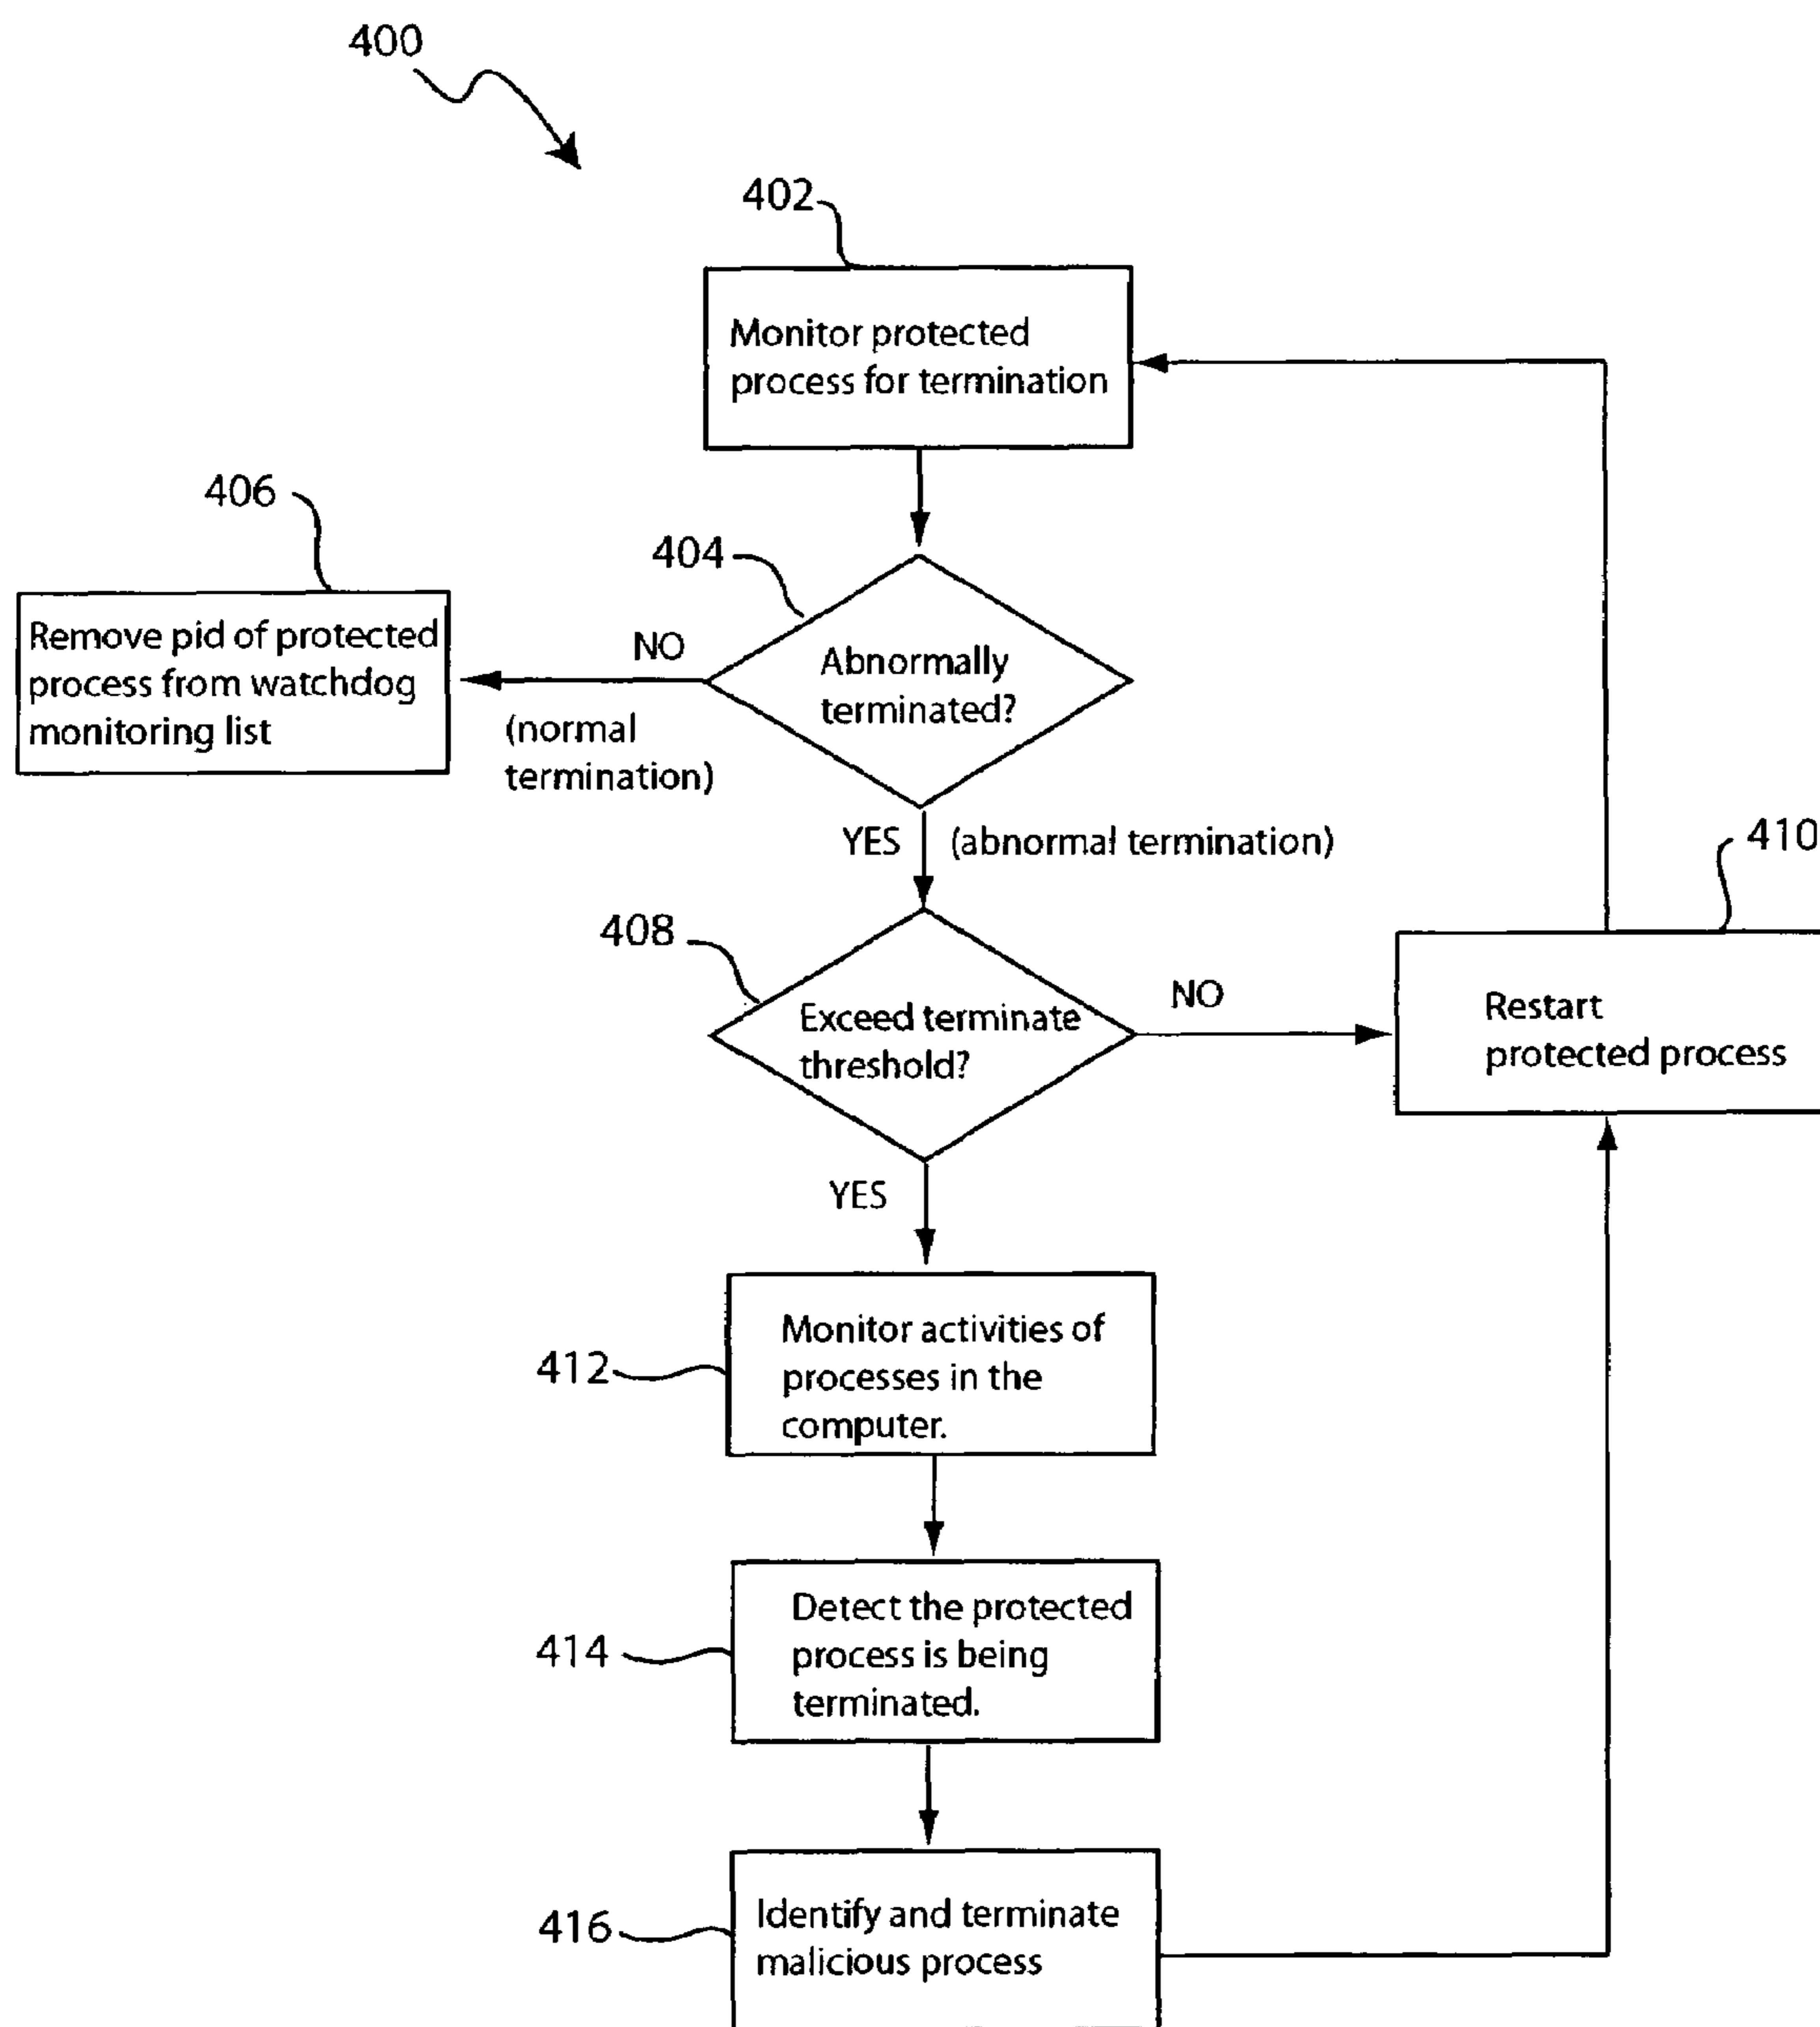 400
402
Monitor protected
process for termination
406
404
Remove pid of protected
process from watchdog
monitoring list
NO
(normal
termination)
Abnormally
terminated?
YES (abnormal termination)
410
408
Exceed terminate
threshold?
NO
Restart
protected process
YES
412
Monitor activities of
processes in the
computer.
414
Detect the protected
process is being
terminated.
416
Identify and terminate
malicious process